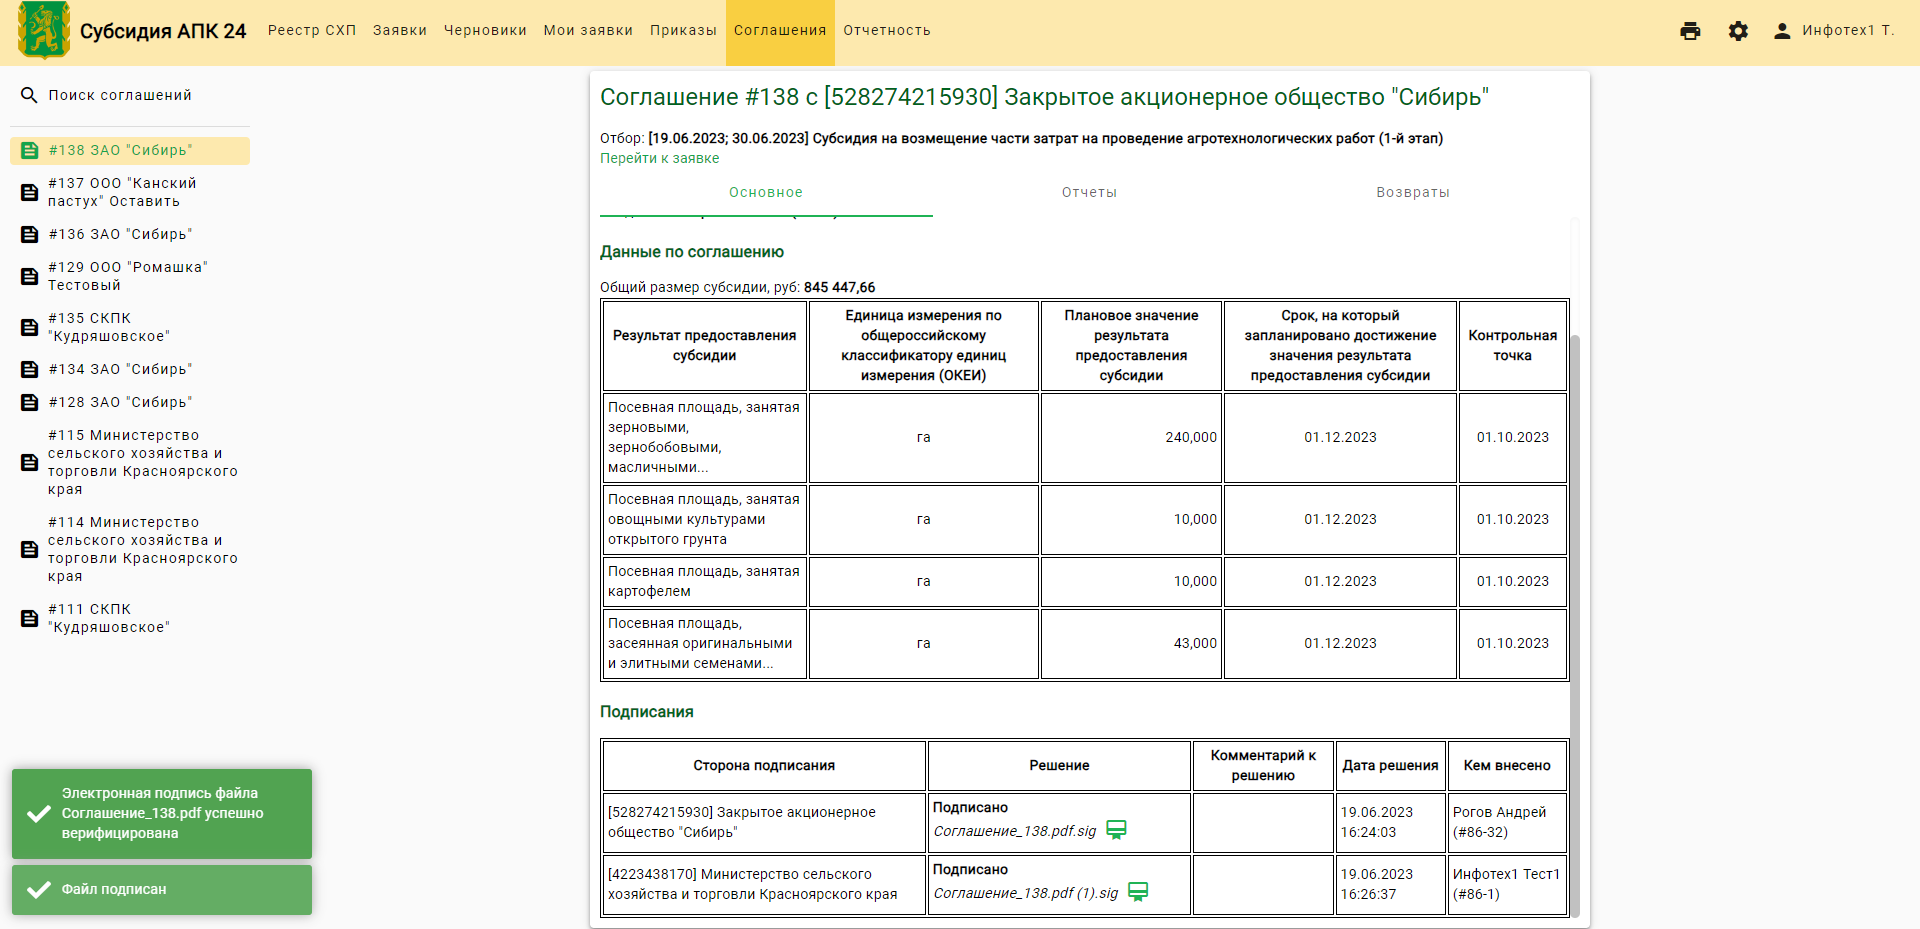 Субсидия АПК 24
Реестр СХП
Заявки
Черновики
Мои заявки
Приказы
Соглашения
Отчетность
Инфотех1 Т.
Поиск соглашений
#138 ЗАО "Сибирь"
#137 ООО "Канский
пастух" Оставить
#136 ЗАО "Сибирь"
#129 ООО "Ромашка"
Тестовый
#135 СКПК
"Кудряшовское"
#134 ЗАО "Сибирь"
#128 ЗАО "Сибирь"
#115 Министерство
сельского хозяйства и
торговли Красноярского
края
#114 Министерство
сельского хозяйства и
торговли Красноярского
края
#111 СКПК
"Кудряшовское"
Электронная подпись файла
Соглашение_138.pdf успешно
верифицирована
Файл подписан
Соглашение #138 с [528274215930] Закрытое акционерное общество "Сибирь"
Отбор: [19.06.2023; 30.06.2023] Субсидия на возмещение части затрат на проведение агротехнологических работ (1-й этап)
Перейти к заявке
Основное
Отчеты
Возвраты
Данные по соглашению
Общий размер субсидии, руб: 845 447,66
Результат предоставления
субсидии
Единица измерения по
общероссийскому
классификатору единиц
измерения (ОКЕИ)
Плановое значение
результата
предоставления
субсидии
Срок, на который
запланировано достижение
значения результата
предоставления субсидии
Контрольная
точка
Посевная площадь, занятая
зерновыми,
зернобобовыми,
масличными...
га
240,000
01.12.2023
01.10.2023
Посевная площадь, занятая
овощными культурами
открытого грунта
га
10,000
01.12.2023
01.10.2023
Посевная площадь, занятая
картофелем
га
10,000
01.12.2023
01.10.2023
Посевная площадь,
засеянная оригинальными
и элитными семенами...
га
43,000
01.12.2023
01.10.2023
Подписания
Сторона подписания
Решение
Комментарий к
решению
Дата решения
Кем внесено
[528274215930] Закрытое акционерное
общество "Сибирь"
Подписано
Соглашение_138.pdf.sig
19.06.2023
16:24:03
Рогов Андрей
(#86-32)
[4223438170] Министерство сельского
хозяйства и торговли Красноярского края
Подписано
Соглашение_138.pdf (1).sig
19.06.2023
16:26:37
Инфотех1 Тест1
(#86-1)